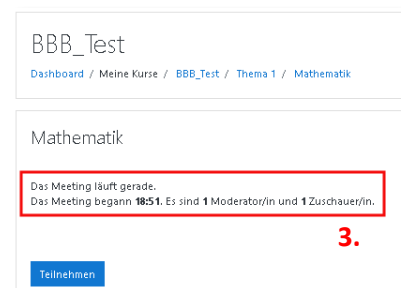 BBB_Test
Dashboard / Meine Kurse / BBB_Test / Thema 1 / Mathematik
Mathematik
Das Meeting läuft gerade.
Das Meeting begann 18:51. Es sind 1 Moderator/in und 1 Zuschauer/in.
3.
Teilnehmen